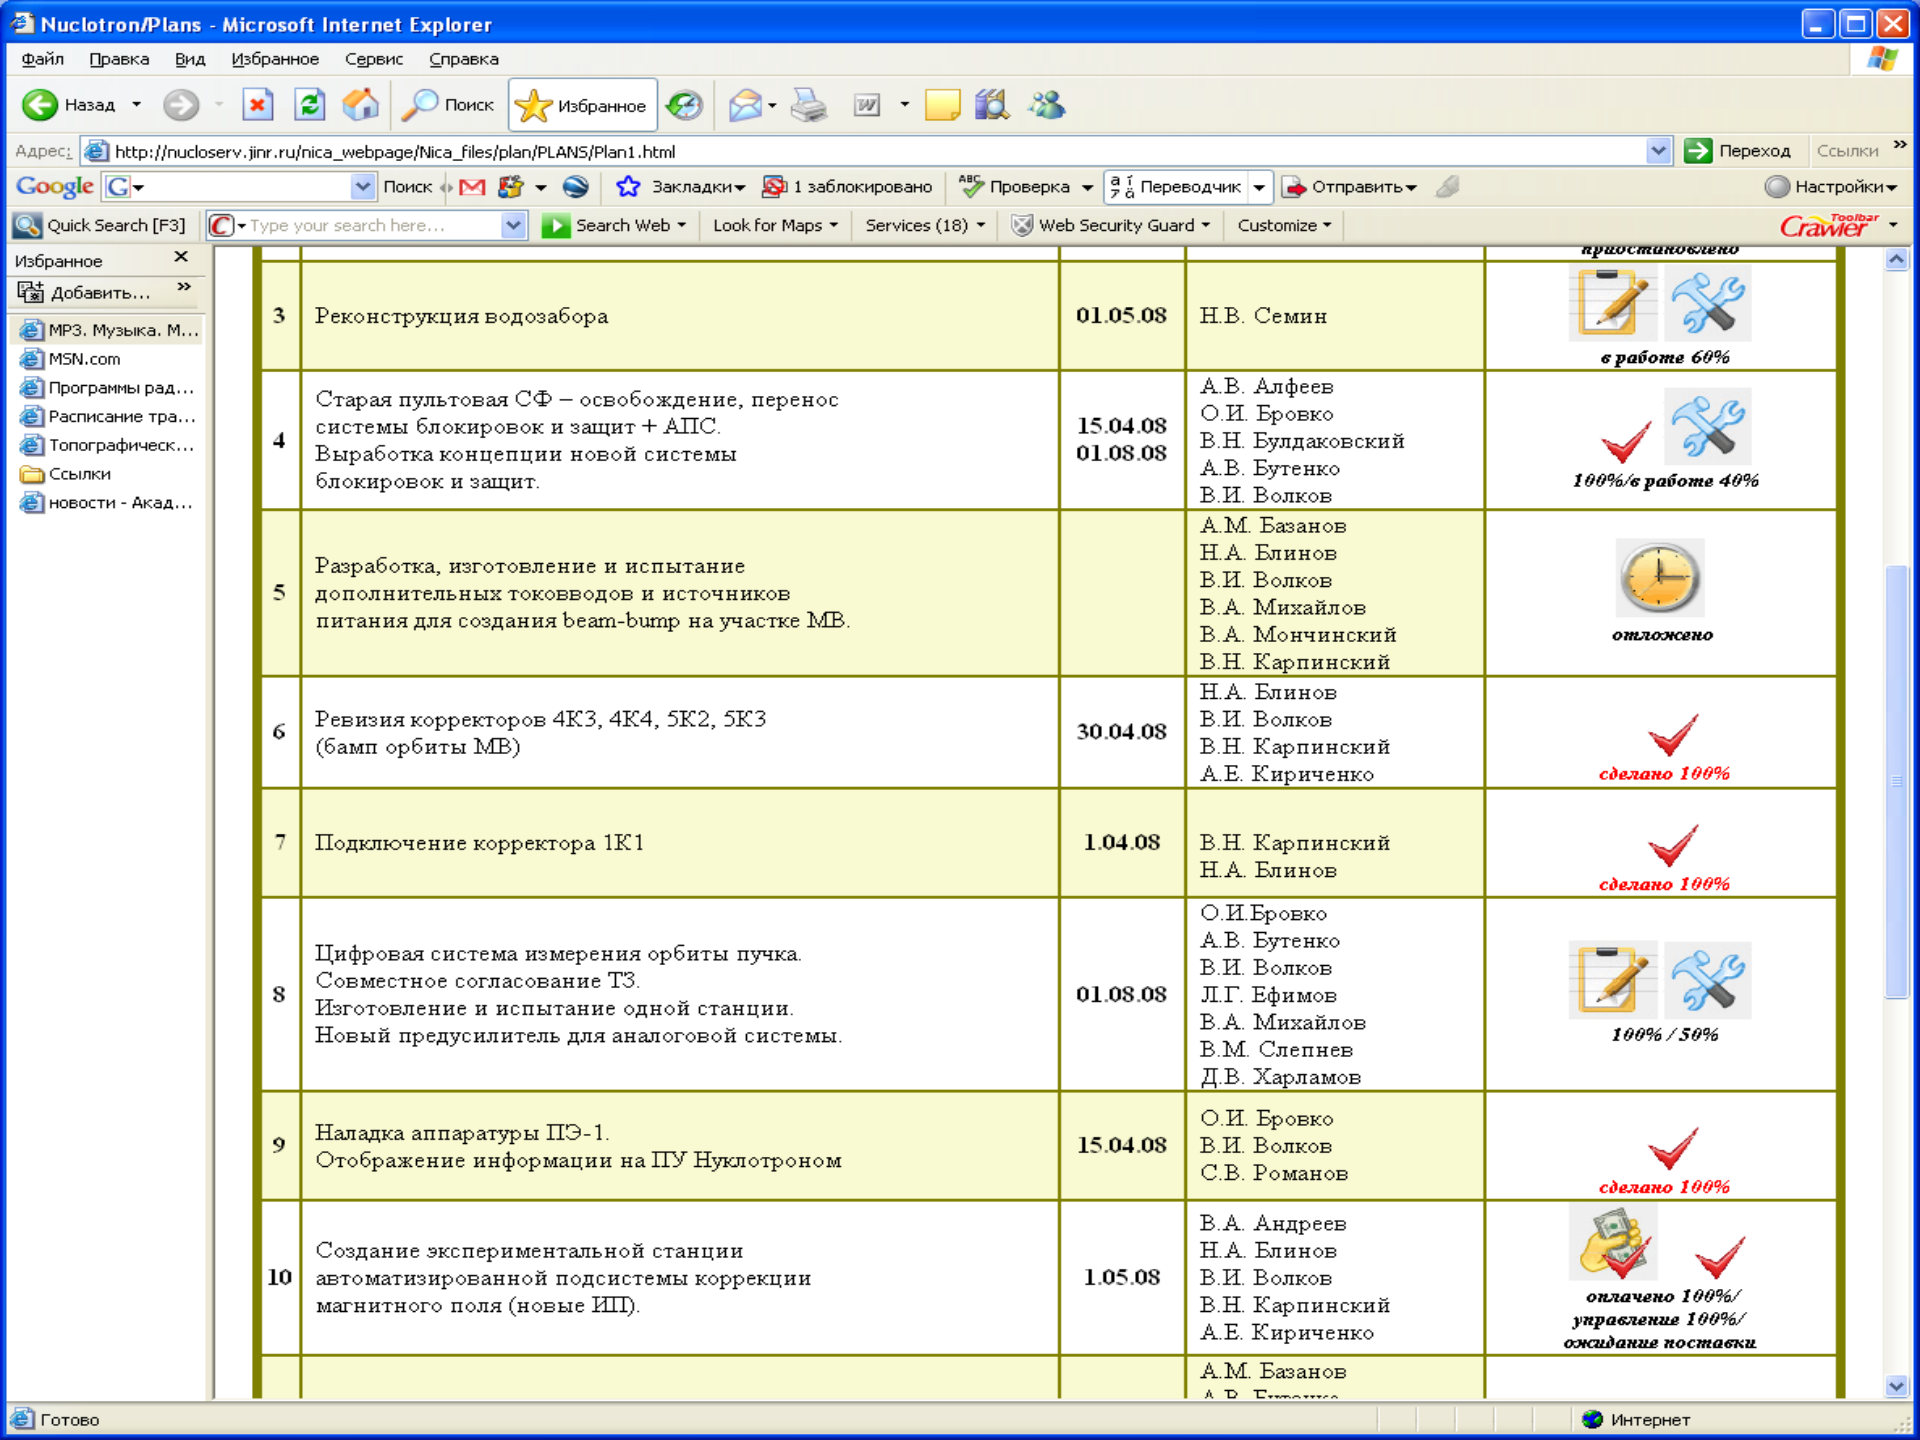 Nuclotron/Plans - Microsoft Internet Explorer
Файл Правка Вид Избранное Сервис Справка
Назад Поиск Избранное
Адрес: http://nucloserv.jinr.ru/nica_webpage/Nica_files/plan/PLANS/Plan1.html Переход Ссылки »
Google G Поиск Закладки 1 заблокировано ABC Проверка Переводчик Отправить Настройки
Quick Search [F3] Type your search here... Search Web Look for Maps Services (18) Web Security Guard Customize Crawler Toolbar
Избранное
Добавить... »
MP3. Музыка. М...
MSN.com
Программы рад...
Расписание тра...
Топографическ...
Ссылки
новости - Акад...
приостановлено
3
Реконструкция водозабора
01.05.08
Н.В. Семин
в работе 60%
4
Старая пультовая СФ – освобождение, перенос
системы блокировок и защит + АПС.
Выработка концепции новой системы
блокировок и защит.
15.04.08
01.08.08
А.В. Алфеев
О.И. Бровко
В.Н. Булдаковский
А.В. Бутенко
В.И. Волков
100%/в работе 40%
5
Разработка, изготовление и испытание
дополнительных токовводов и источников
питания для создания beam-bump на участке МВ.
А.М. Базанов
Н.А. Блинов
В.И. Волков
В.А. Михайлов
В.А. Мончинский
В.Н. Карпинский
отложено
6
Ревизия корректоров 4К3, 4К4, 5К2, 5К3
(бамп орбиты МВ)
30.04.08
Н.А. Блинов
В.И. Волков
В.Н. Карпинский
А.Е. Кириченко
сделано 100%
7
Подключение корректора 1К1
1.04.08
В.Н. Карпинский
Н.А. Блинов
сделано 100%
8
Цифровая система измерения орбиты пучка.
Совместное согласование ТЗ.
Изготовление и испытание одной станции.
Новый предусилитель для аналоговой системы.
01.08.08
О.И.Бровко
А.В. Бутенко
В.И. Волков
Л.Г. Ефимов
В.А. Михайлов
В.М. Слепнев
Д.В. Харламов
100% / 50%
9
Наладка аппаратуры ПЭ-1.
Отображение информации на ПУ Нуклотроном
15.04.08
О.И. Бровко
В.И. Волков
С.В. Романов
сделано 100%
10
Создание экспериментальной станции
автоматизированной подсистемы коррекции
магнитного поля (новые ИП).
1.05.08
В.А. Андреев
Н.А. Блинов
В.И. Волков
В.Н. Карпинский
А.Е. Кириченко
оплачено 100%/
управление 100%/
ожидание поставки
А.М. Базанов
Готово
Интернет